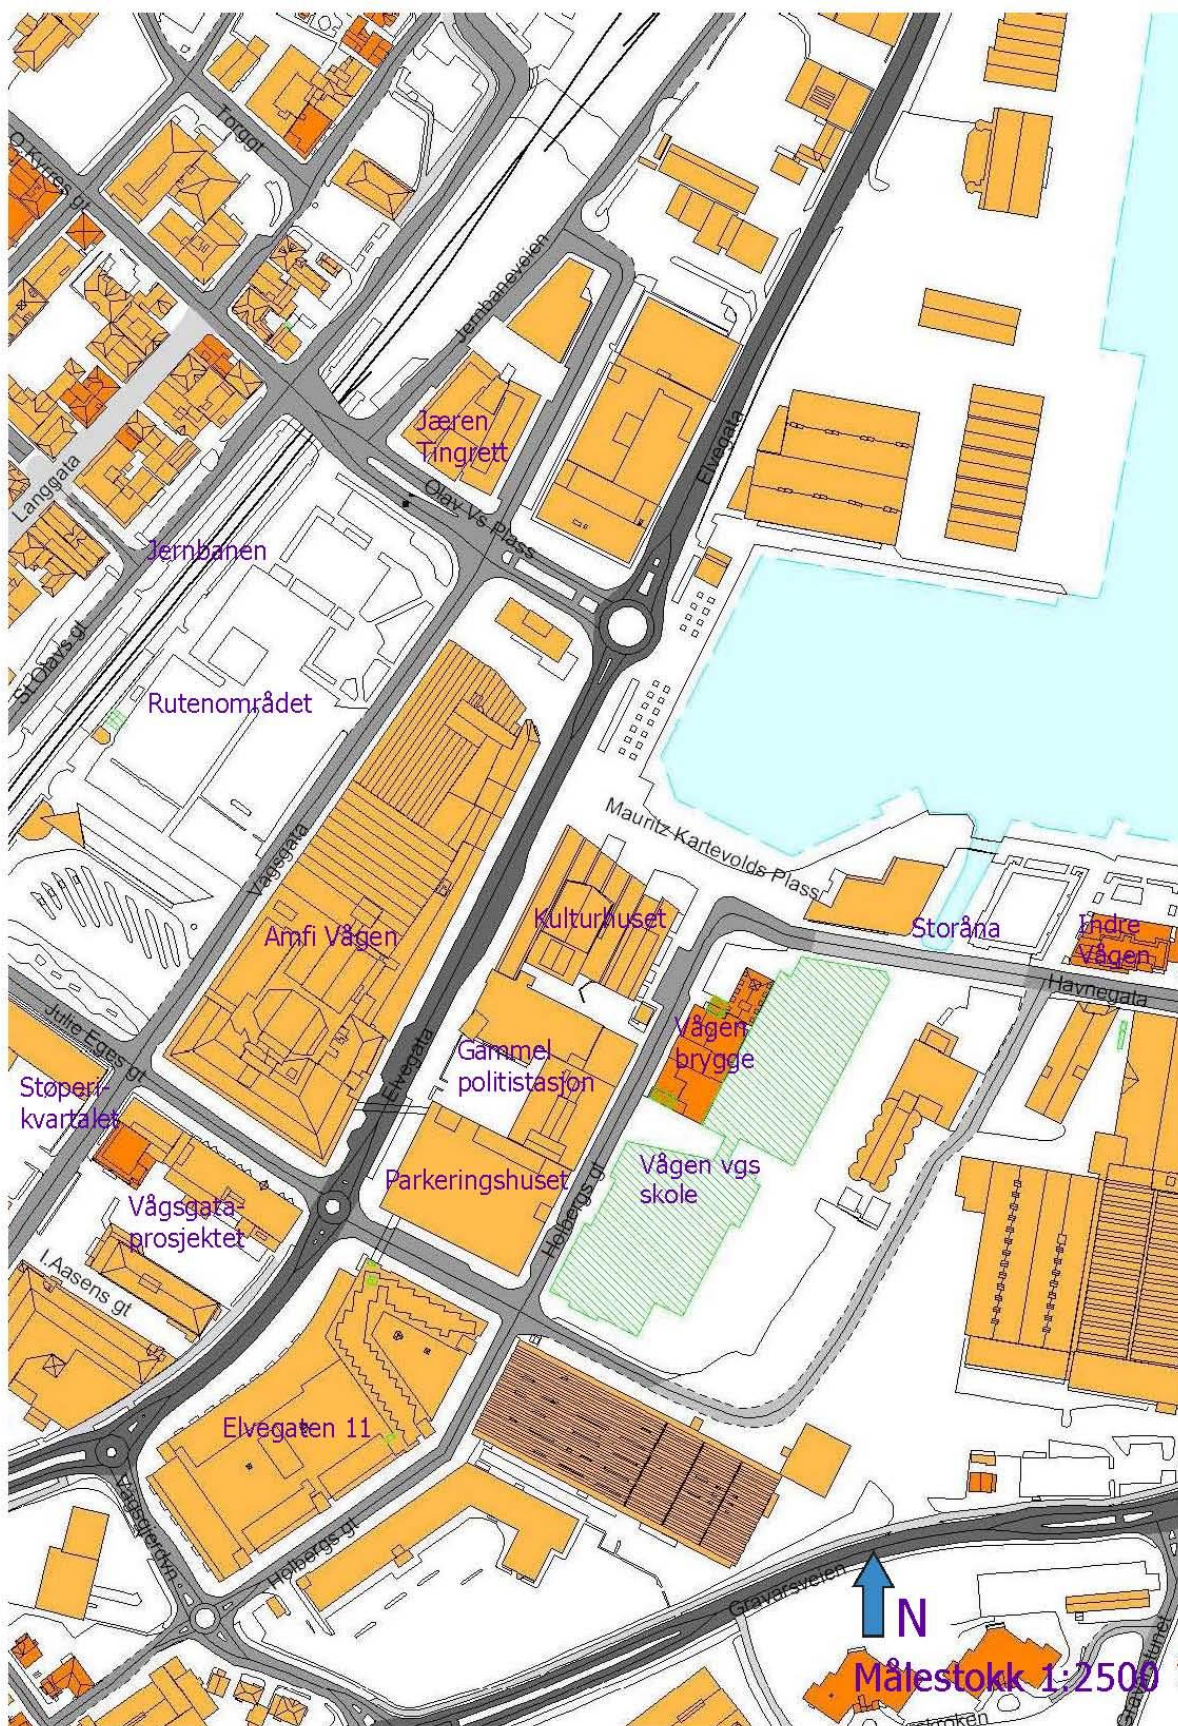 Torggt
O.Kyrres gt
Jernbaneveien
Jæren
Tingrett
Elvegata
Langgata
Olav Vs Plass
Jernbanen
St.Olavs gt
Rutenområdet
Mauritz Kartevolds Plass
Vågsgata
Amfi Vågen
Kulturhuset
Storåna
Indre
Vågen
Havnegata
Julie Eges gt
Elvegata
Gammel
politistasjon
Vågen
brygge
Støperi-
kvartalet
Parkeringshuset
Vågen vgs
skole
Vågsgata-
prosjektet
Holbergs gt
I.Aasens gt
Elvegaten 11
Vågsgjerdvn
Holbergs gt
Gravarsveien
N
Målestokk 1:2500